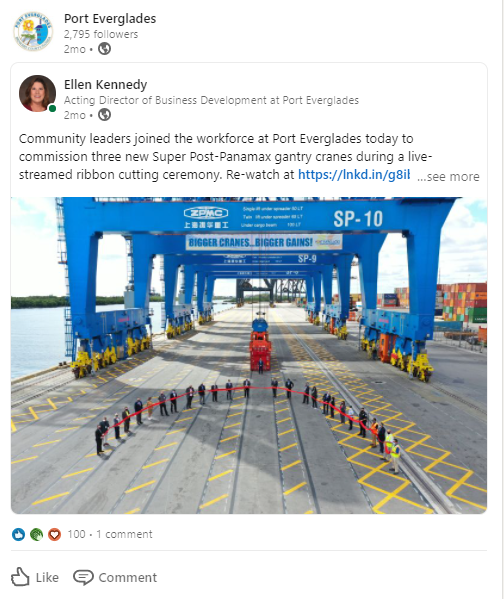 Port Everglades
2,795 followers
2mo •
Ellen Kennedy
Acting Director of Business Development at Port Everglades
2mo •
Community leaders joined the workforce at Port Everglades today to
commission three new Super Post-Panamax gantry cranes during a live-
streamed ribbon cutting ceremony. Re-watch at https://lnkd.in/g8il ...see more
ZPMC
上海振华重工
Single lift under spreader 65 LT
Twin lift under spreader 80 LT
Under cargo beam 100 LT
SP-10
BIGGER CRANES...BIGGER GAINS!
SP-9
100 • 1 comment
Like Comment